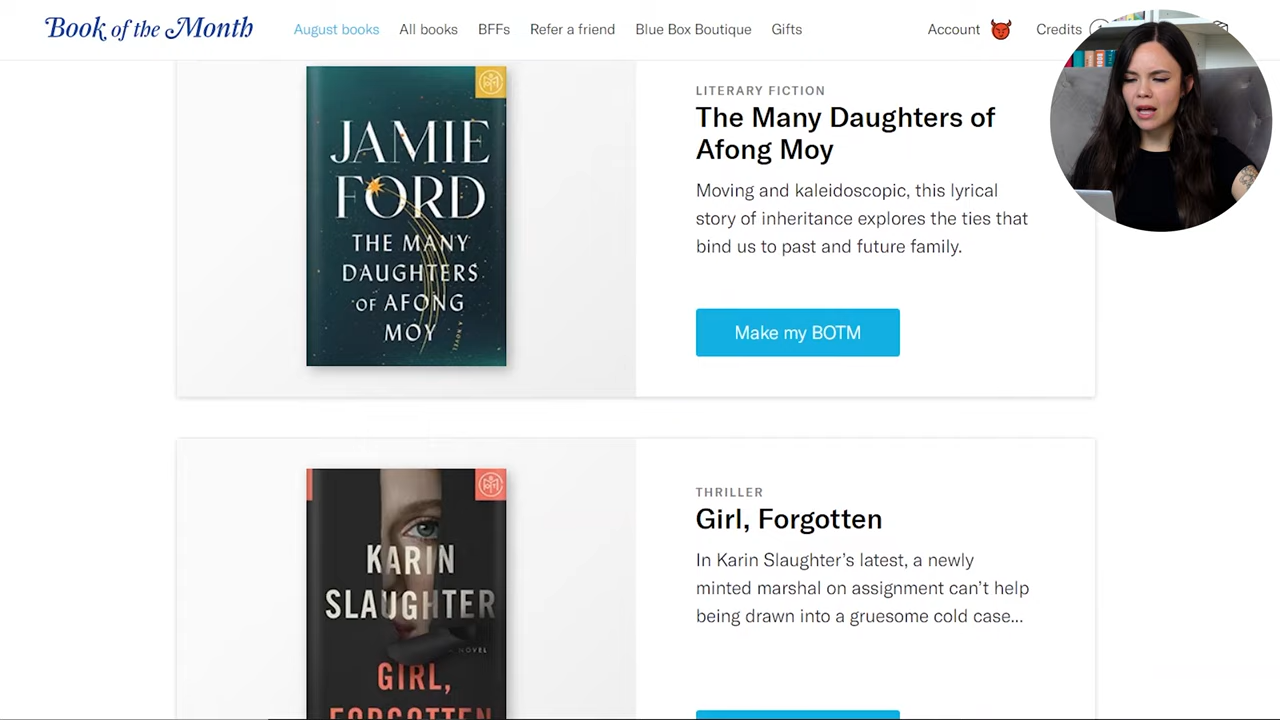 Book of the Month
August books
All books
BFFs
Refer a friend
Blue Box Boutique
Gifts
Account
Credits
JAMIE
FORD
THE MANY
DAUGHTERS
OF AFONG
MOY
A NOVEL
LITERARY FICTION
The Many Daughters of
Afong Moy
Moving and kaleidoscopic, this lyrical
story of inheritance explores the ties that
bind us to past and future family.
Make my BOTM
KARIN
SLAUGHTER
A NOVEL
GIRL,
FORGOTTEN
THRILLER
Girl, Forgotten
In Karin Slaughter’s latest, a newly
minted marshal on assignment can’t help
being drawn into a gruesome cold case...